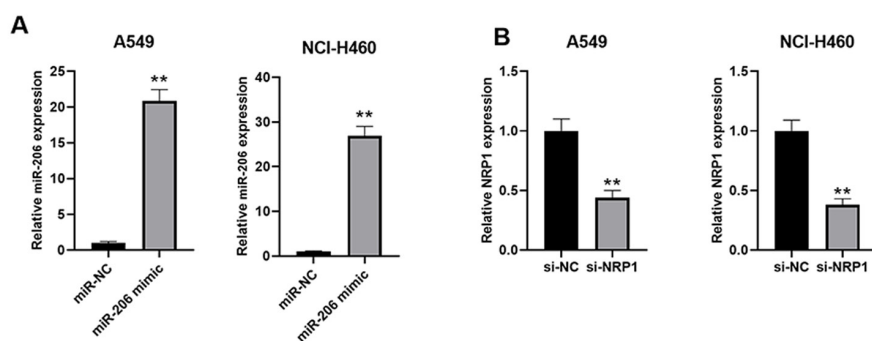 A
A549
Relative miR-206 expression
25
20
15
10
5
0
**
miR-NC
miR-206 mimic
NCI-H460
Relative miR-206 expression
40
30
20
10
0
**
miR-NC
miR-206 mimic
B
A549
Relative NRP1 expression
1.5
1.0
0.5
0.0
**
si-NC si-NRP1
NCI-H460
Relative NRP1 expression
1.5
1.0
0.5
0.0
**
si-NC si-NRP1